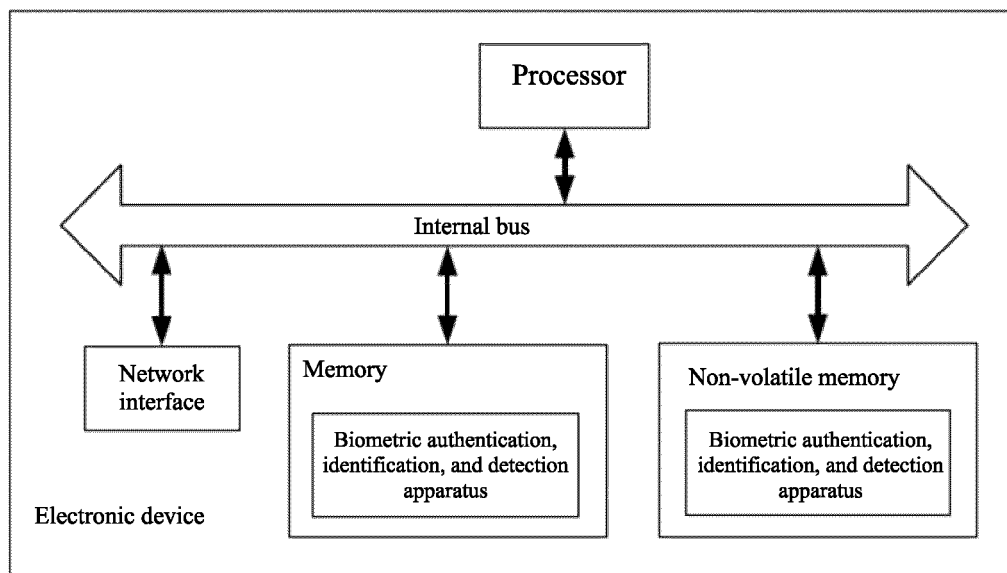 Processor
Internal bus
Network
interface
Memory
Biometric authentication,
identification, and detection
apparatus
Non-volatile memory
Biometric authentication,
identification, and detection
apparatus
Electronic device